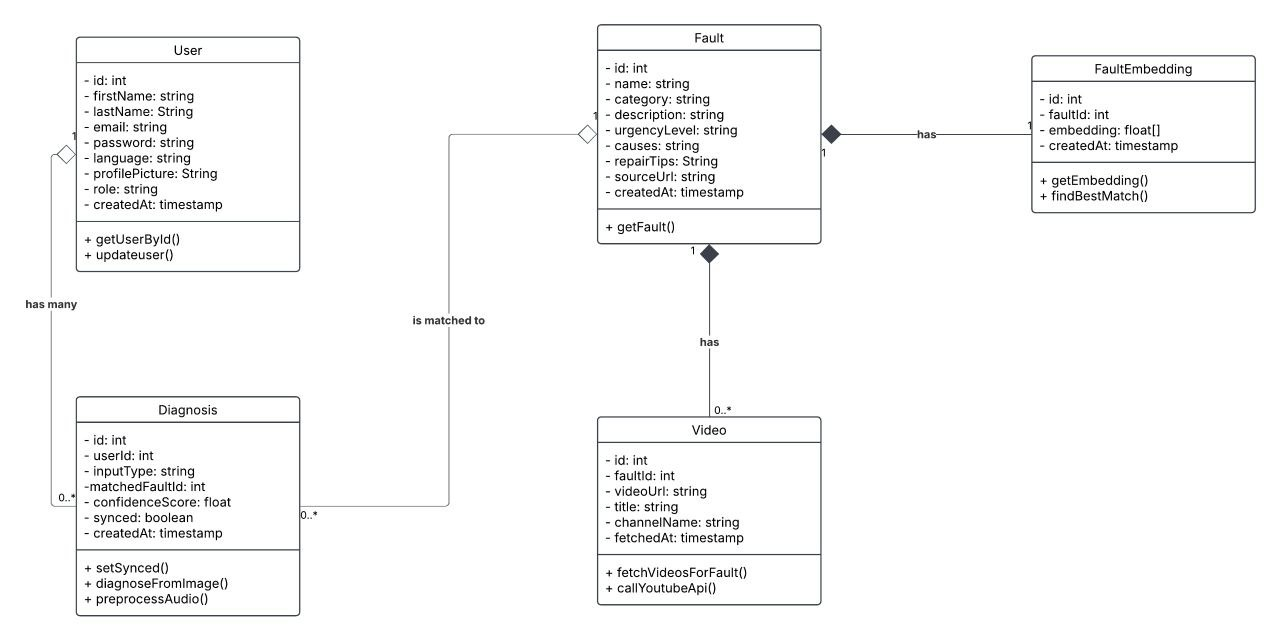 User
- id: int
- firstName: string
- lastName: String
- email: string
- password: string
- language: string
- profilePicture: String
- role: string
- createdAt: timestamp
+ getUserById()
+ updateuser()
1
has many
0..*
Diagnosis
- id: int
- userId: int
- inputType: string
-matchedFaultId: int
- confidenceScore: float
- synced: boolean
- createdAt: timestamp
+ setSynced()
+ diagnoseFromImage()
+ preprocessAudio()
0..*
is matched to
1
Fault
- id: int
- name: string
- category: string
- description: string
- urgencyLevel: string
- causes: string
- repairTips: String
- sourceUrl: string
- createdAt: timestamp
+ getFault()
1
has
0..*
Video
- id: int
- faultId: int
- videoUrl: string
- title: string
- channelName: string
- fetchedAt: timestamp
+ fetchVideosForFault()
+ callYoutubeApi()
1
has
1
FaultEmbedding
- id: int
- faultId: int
- embedding: float[]
- createdAt: timestamp
+ getEmbedding()
+ findBestMatch()